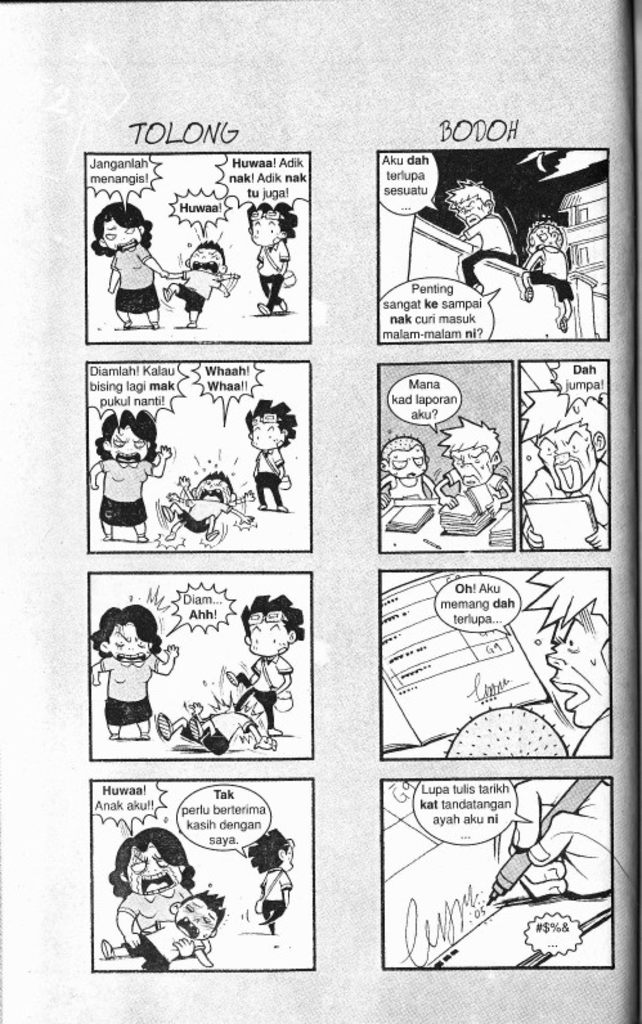 TOLONG
Janganlah
menangis!
Huwaa!
Huwaa! Adik
nak! Adik nak
tu juga!
Diamlah! Kalau
bising lagi mak
pukul nanti!
Whaah!
Whaa!!
Diam...
Ahh!
Huwaa!
Anak aku!!
Tak
perlu berterima
kasih dengan
saya.
BODOH
Aku dah
terlupa
sesuatu
...
Penting
sangat ke sampai
nak curi masuk
malam-malam ni?
Mana
kad laporan
aku?
Dah
jumpa!
Oh! Aku
memang dah
terlupa...
G9
Lupa tulis tarikh
kat tandatangan
ayah aku ni
...
#$%&
...